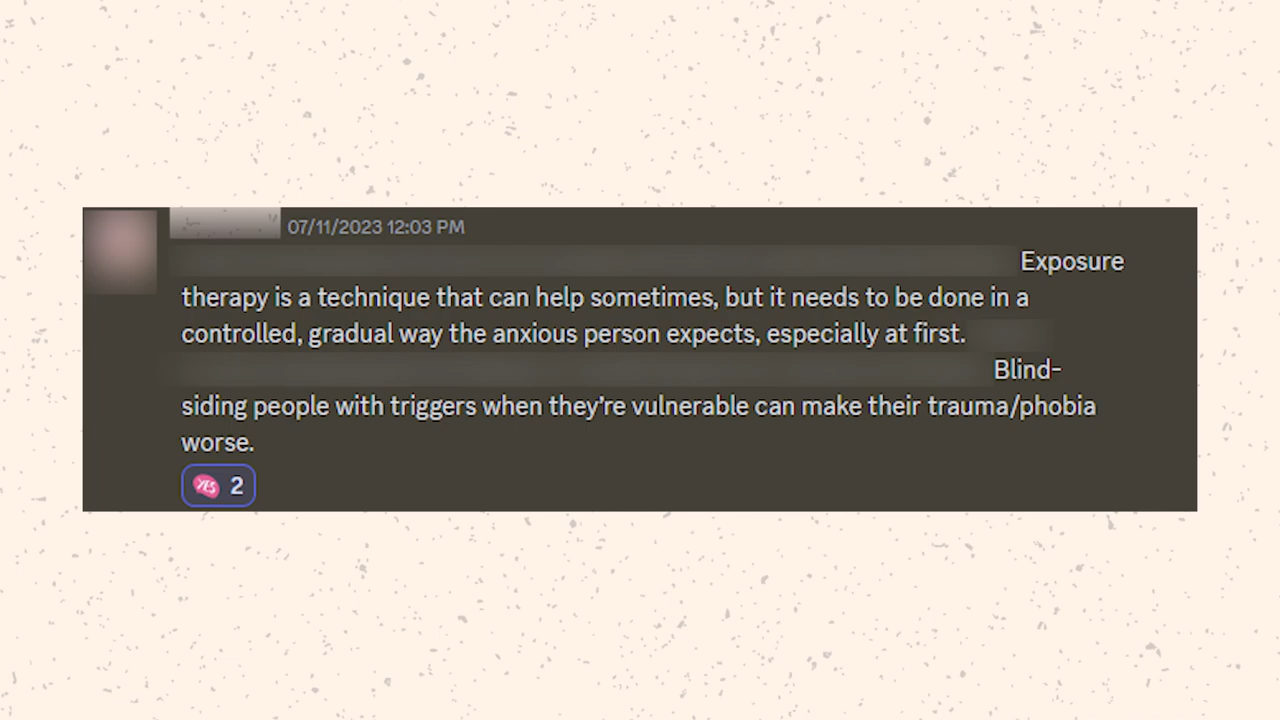 07/11/2023 12:03 PM
Exposure
therapy is a technique that can help sometimes, but it needs to be done in a
controlled, gradual way the anxious person expects, especially at first.
Blind-
siding people with triggers when they're vulnerable can make their trauma/phobia
worse.
YES 2